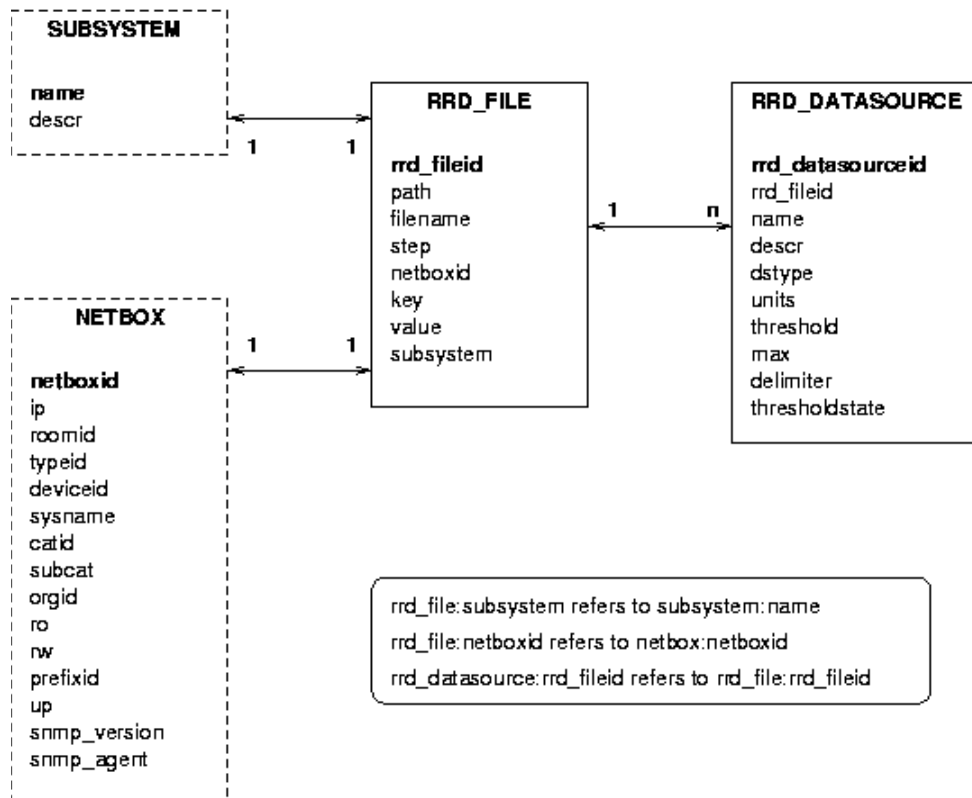 SUBSYSTEM
name
descr
1
1
RRD_FILE
rrd_fileid
path
filename
step
netboxid
key
value
subsystem
1
n
RRD_DATASOURCE
rrd_datasourceid
rrd_fileid
name
descr
dstype
units
threshold
max
delimiter
thresholdstate
NETBOX
netboxid
ip
roomid
typeid
deviceid
sysname
catid
subcat
orgid
ro
rw
prefixid
up
snmp_version
snmp_agent
1
1
rrd_file:subsystem refers to subsystem:name
rrd_file:netboxid refers to netbox:netboxid
rrd_datasource:rrd_fileid refers to rrd_file:rrd_fileid